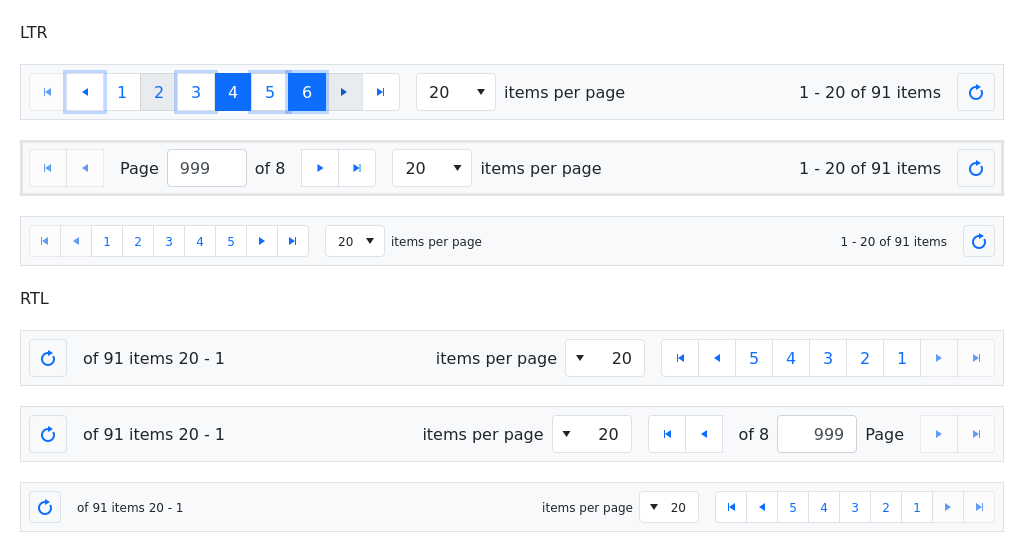 LTR
1 2 3 4 5 6 20 items per page 1 - 20 of 91 items
Page 999 of 8 20 items per page 1 - 20 of 91 items
1 2 3 4 5 20 items per page 1 - 20 of 91 items
RTL
of 91 items 20 - 1 items per page 20 5 4 3 2 1
of 91 items 20 - 1 items per page 20 of 8 999 Page
of 91 items 20 - 1 items per page 20 5 4 3 2 1